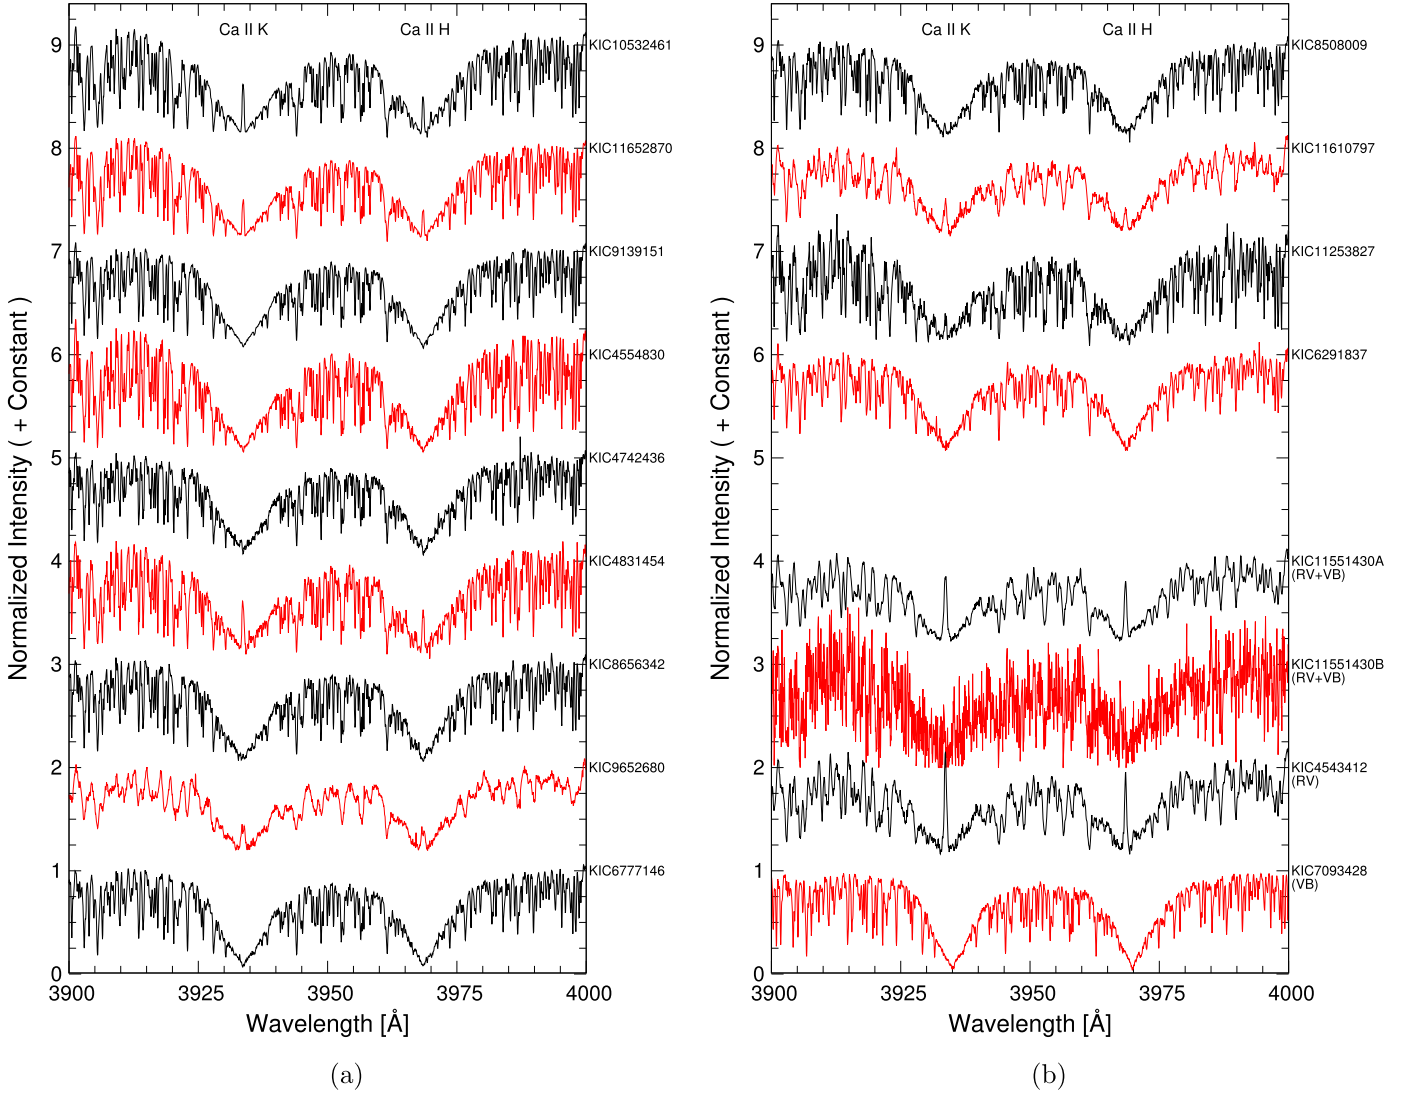 Ca II K
Ca II H
KIC10532461
KIC11652870
KIC9139151
KIC4554830
KIC4742436
KIC4831454
KIC8656342
KIC9652680
KIC6777146
9
8
7
6
5
4
3
2
1
0
3900
3925
3950
3975
4000
Normalized Intensity ( + Constant )
Wavelength [Å]
(a)
Ca II K
Ca II H
KIC8508009
KIC11610797
KIC11253827
KIC6291837
KIC11551430A
(RV+VB)
KIC11551430B
(RV+VB)
KIC4543412
(RV)
KIC7093428
(VB)
9
8
7
6
5
4
3
2
1
0
3900
3925
3950
3975
4000
Normalized Intensity ( + Constant )
Wavelength [Å]
(b)